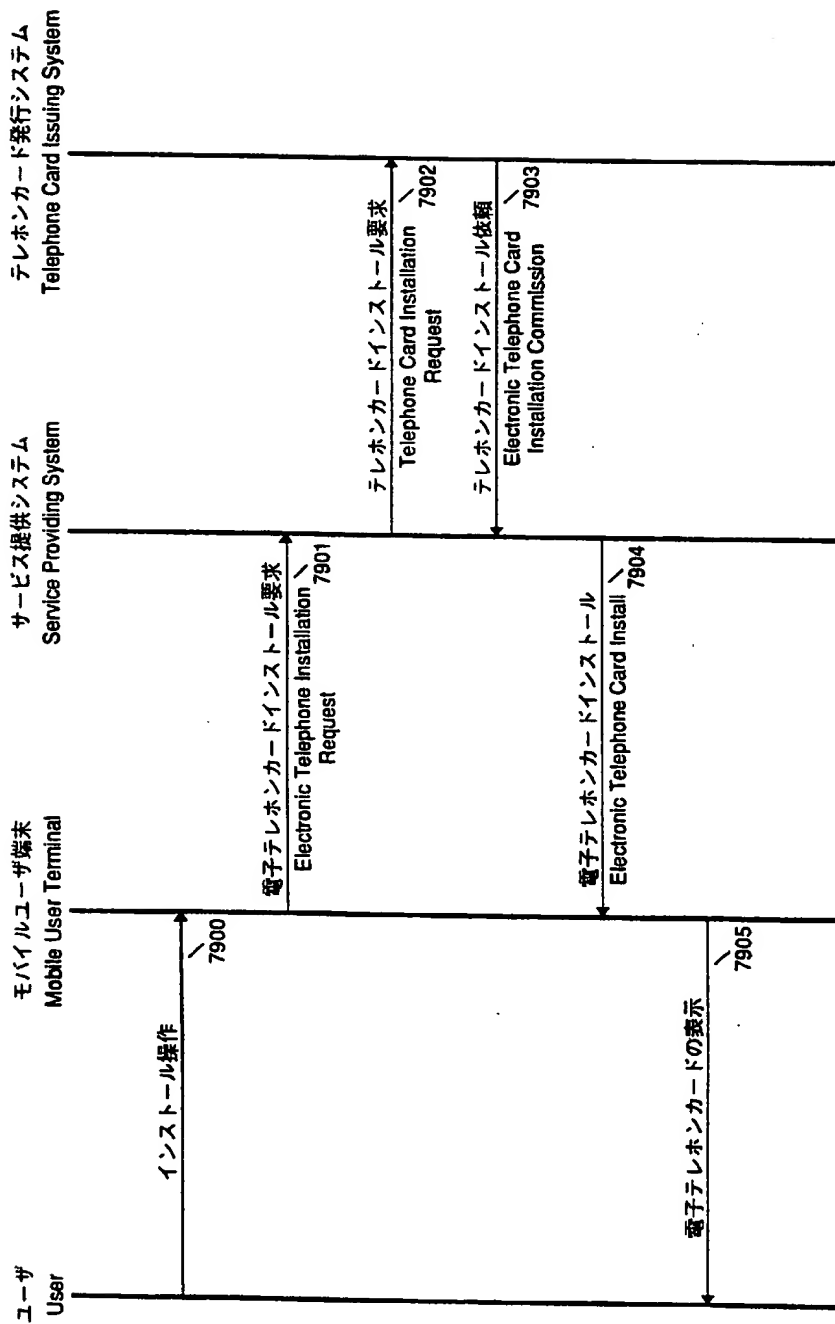 ユーザ
User
モバイルユーザ端末
Mobile User Terminal
サービス提供システム
Service Providing System
テレホンカード発行システム
Telephone Card Issuing System
インストール操作
7900
電子テレホンカードインストール要求
Electronic Telephone Installation
Request
7901
テレホンカードインストール要求
Telephone Card Installation
Request
7902
テレホンカードインストール依頼
Electronic Telephone Card
Installation Commission
7903
電子テレホンカードインストール
Electronic Telephone Card Install
7904
電子テレホンカードの表示
7905